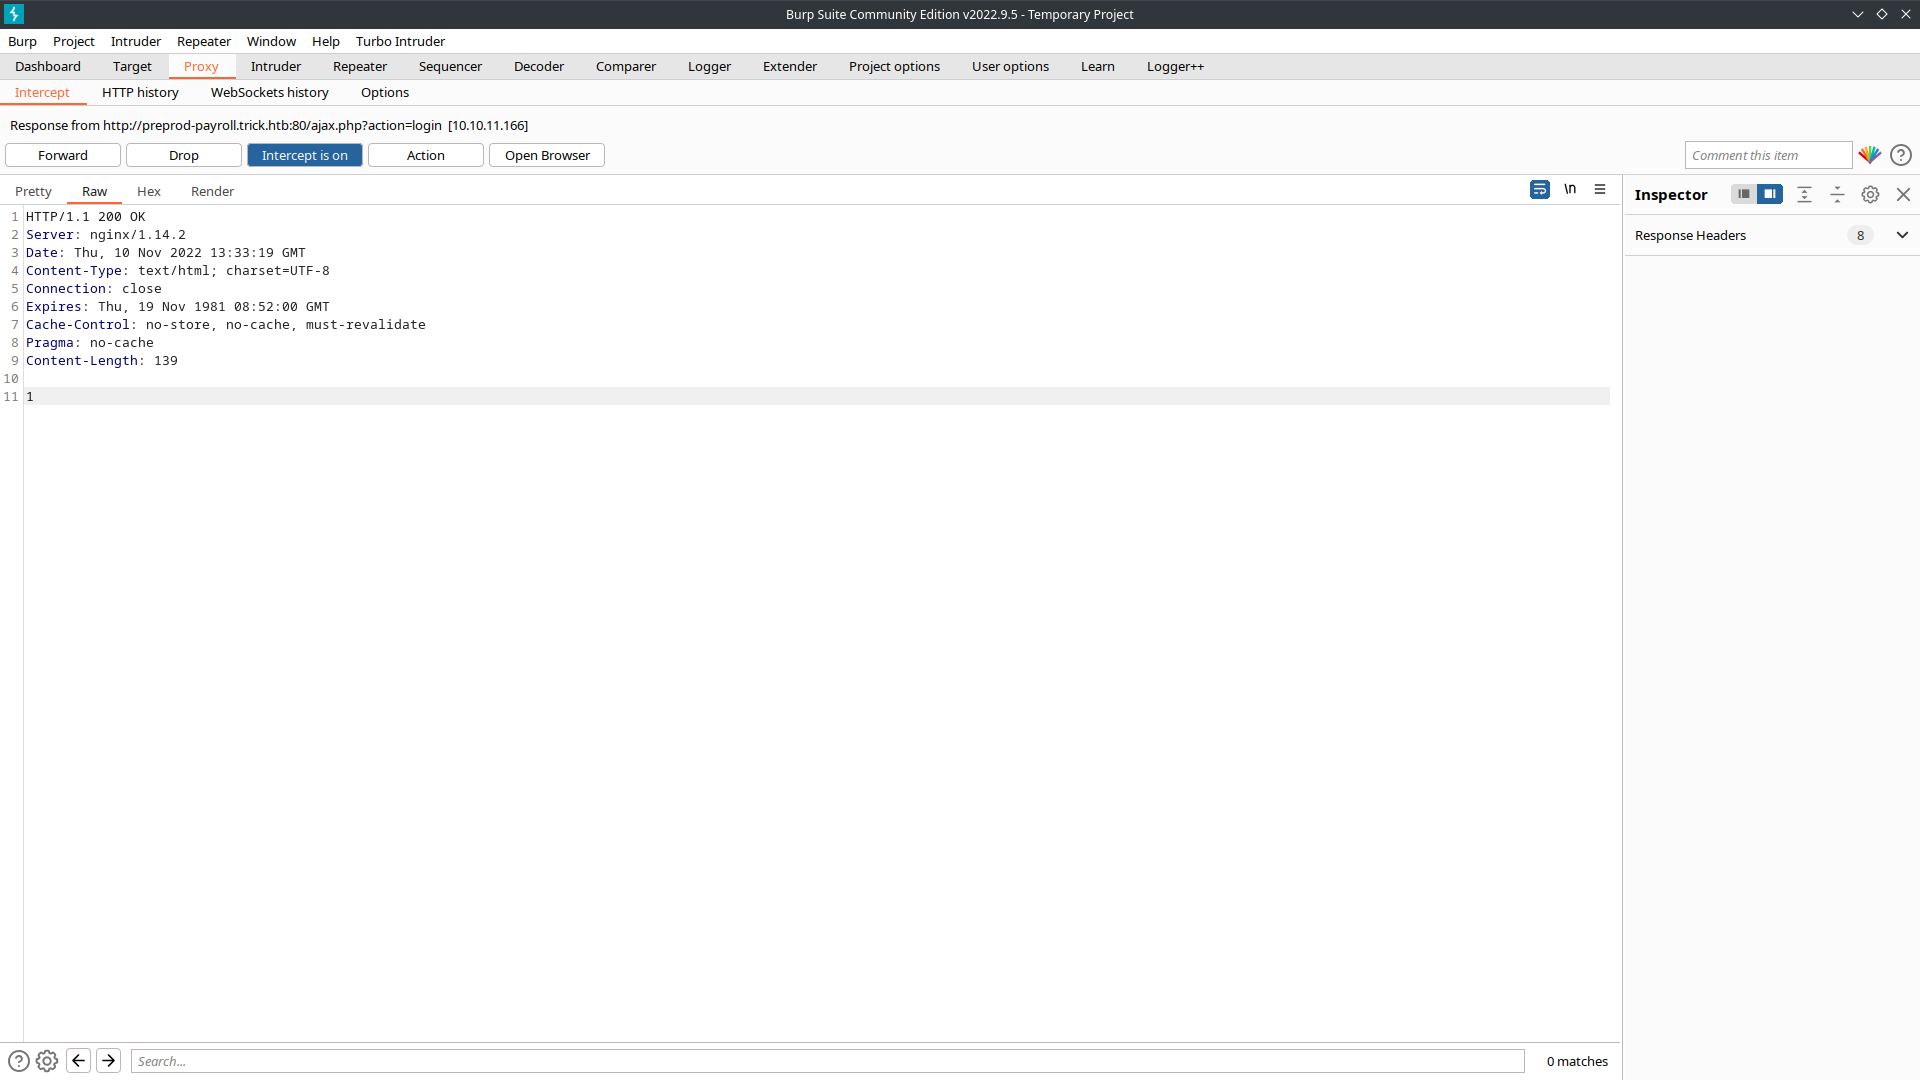 Burp Suite Community Edition v2022.9.5 - Temporary Project
Burp Project Intruder Repeater Window Help Turbo Intruder
Dashboard Target Proxy Intruder Repeater Sequencer Decoder Comparer Logger Extender Project options User options Learn Logger++
Intercept HTTP history WebSockets history Options
Response from http://preprod-payroll.trick.htb:80/ajax.php?action=login [10.10.11.166]
Forward Drop Intercept is on Action Open Browser Comment this item ?
Pretty Raw Hex Render \n
Inspector
Response Headers 8
1 HTTP/1.1 200 OK
2 Server: nginx/1.14.2
3 Date: Thu, 10 Nov 2022 13:33:19 GMT
4 Content-Type: text/html; charset=UTF-8
5 Connection: close
6 Expires: Thu, 19 Nov 1981 08:52:00 GMT
7 Cache-Control: no-store, no-cache, must-revalidate
8 Pragma: no-cache
9 Content-Length: 139
10
11 1
? Search... 0 matches